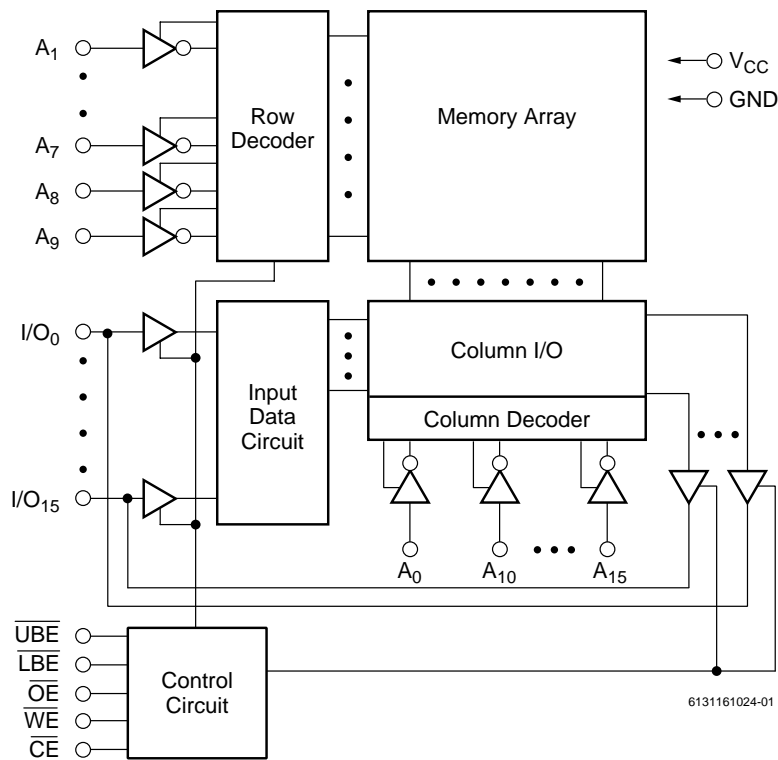 A1
Row
Decoder
Memory Array
VCC
GND
A7
A8
A9
I/O0
Input
Data
Circuit
Column I/O
Column Decoder
I/O15
A0
A10
A15
UBE
LBE
OE
WE
CE
Control
Circuit
6131161024-01